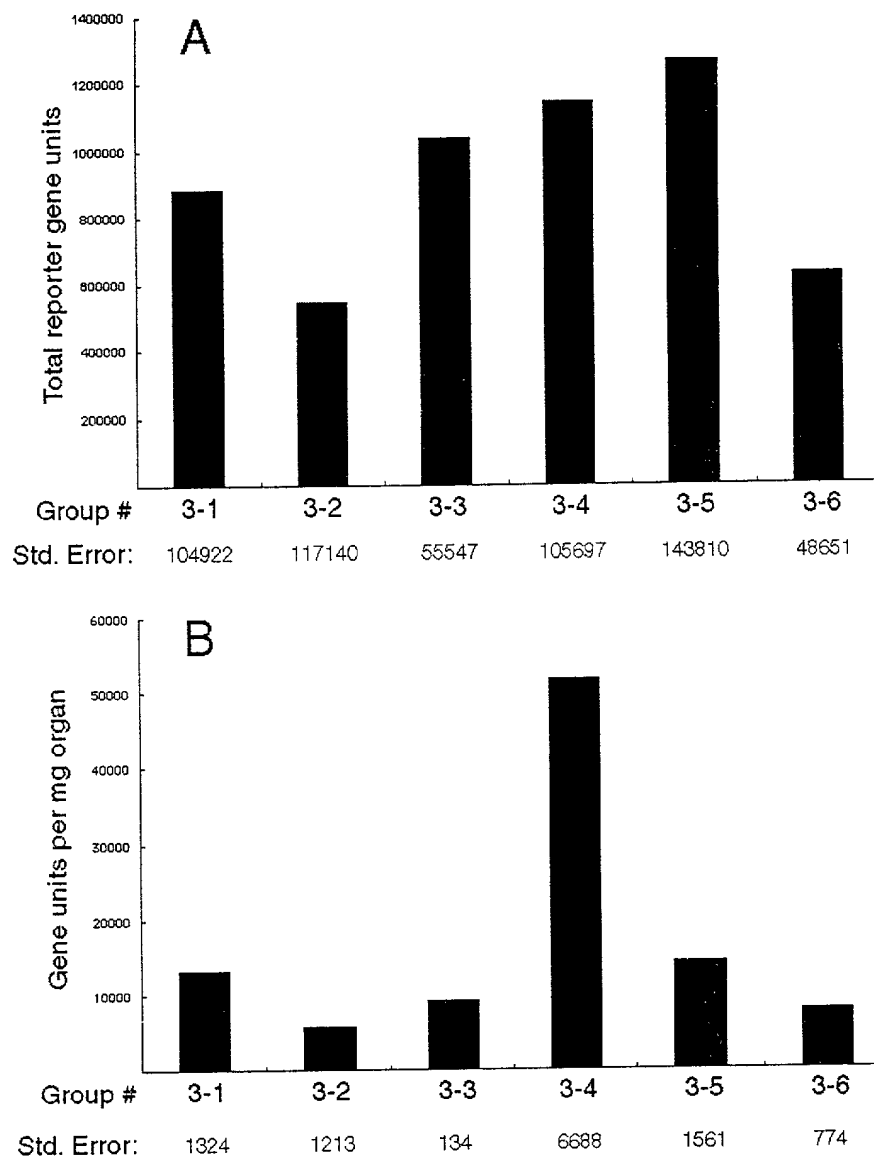 A
Total reporter gene units
1400000
1200000
1000000
800000
600000
400000
200000
Group # 3-1 3-2 3-3 3-4 3-5 3-6
Std. Error: 104922 117140 55547 105697 143810 48651
B
Gene units per mg organ
60000
50000
40000
30000
20000
10000
Group # 3-1 3-2 3-3 3-4 3-5 3-6
Std. Error: 1324 1213 134 6688 1561 774